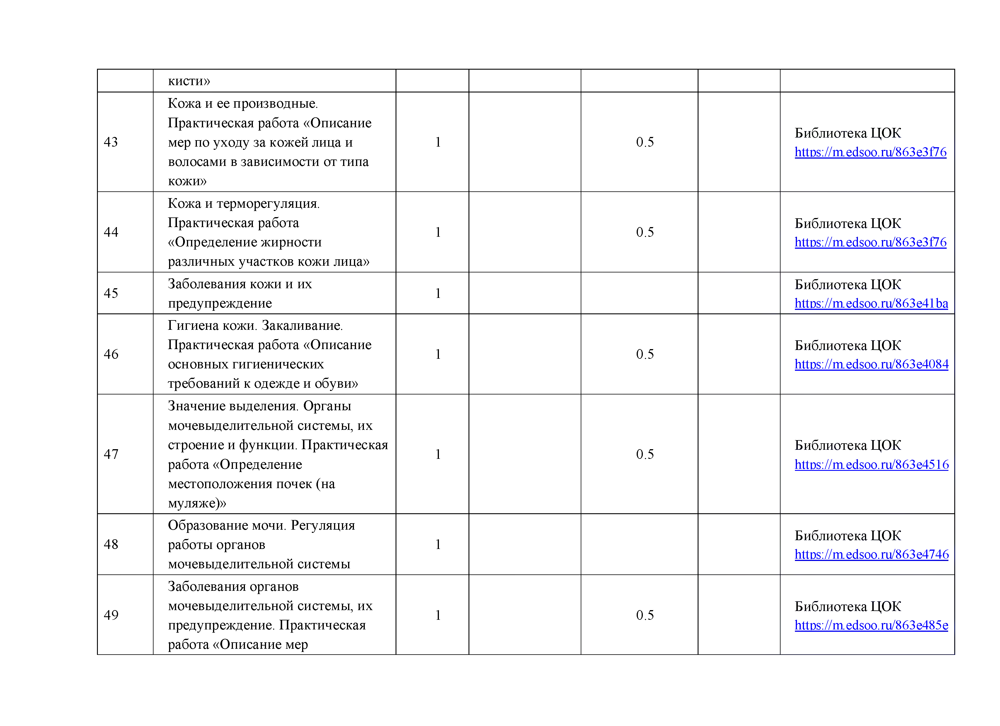 кисти»
43
Кожа и ее производные.
Практическая работа «Описание
мер по уходу за кожей лица и
волосами в зависимости от типа
кожи»
1
0.5
Библиотека ЦОК
https://m.edsoo.ru/863e3f76
44
Кожа и терморегуляция.
Практическая работа
«Определение жирности
различных участков кожи лица»
1
0.5
Библиотека ЦОК
https://m.edsoo.ru/863e3f76
45
Заболевания кожи и их
предупреждение
1
Библиотека ЦОК
https://m.edsoo.ru/863e41ba
46
Гигиена кожи. Закаливание.
Практическая работа «Описание
основных гигиенических
требований к одежде и обуви»
1
0.5
Библиотека ЦОК
https://m.edsoo.ru/863e4084
47
Значение выделения. Органы
мочевыделительной системы, их
строение и функции. Практическая
работа «Определение
местоположения почек (на
муляже)»
1
0.5
Библиотека ЦОК
https://m.edsoo.ru/863e4516
48
Образование мочи. Регуляция
работы органов
мочевыделительной системы
1
Библиотека ЦОК
https://m.edsoo.ru/863e4746
49
Заболевания органов
мочевыделительной системы, их
предупреждение. Практическая
работа «Описание мер
1
0.5
Библиотека ЦОК
https://m.edsoo.ru/863e485e